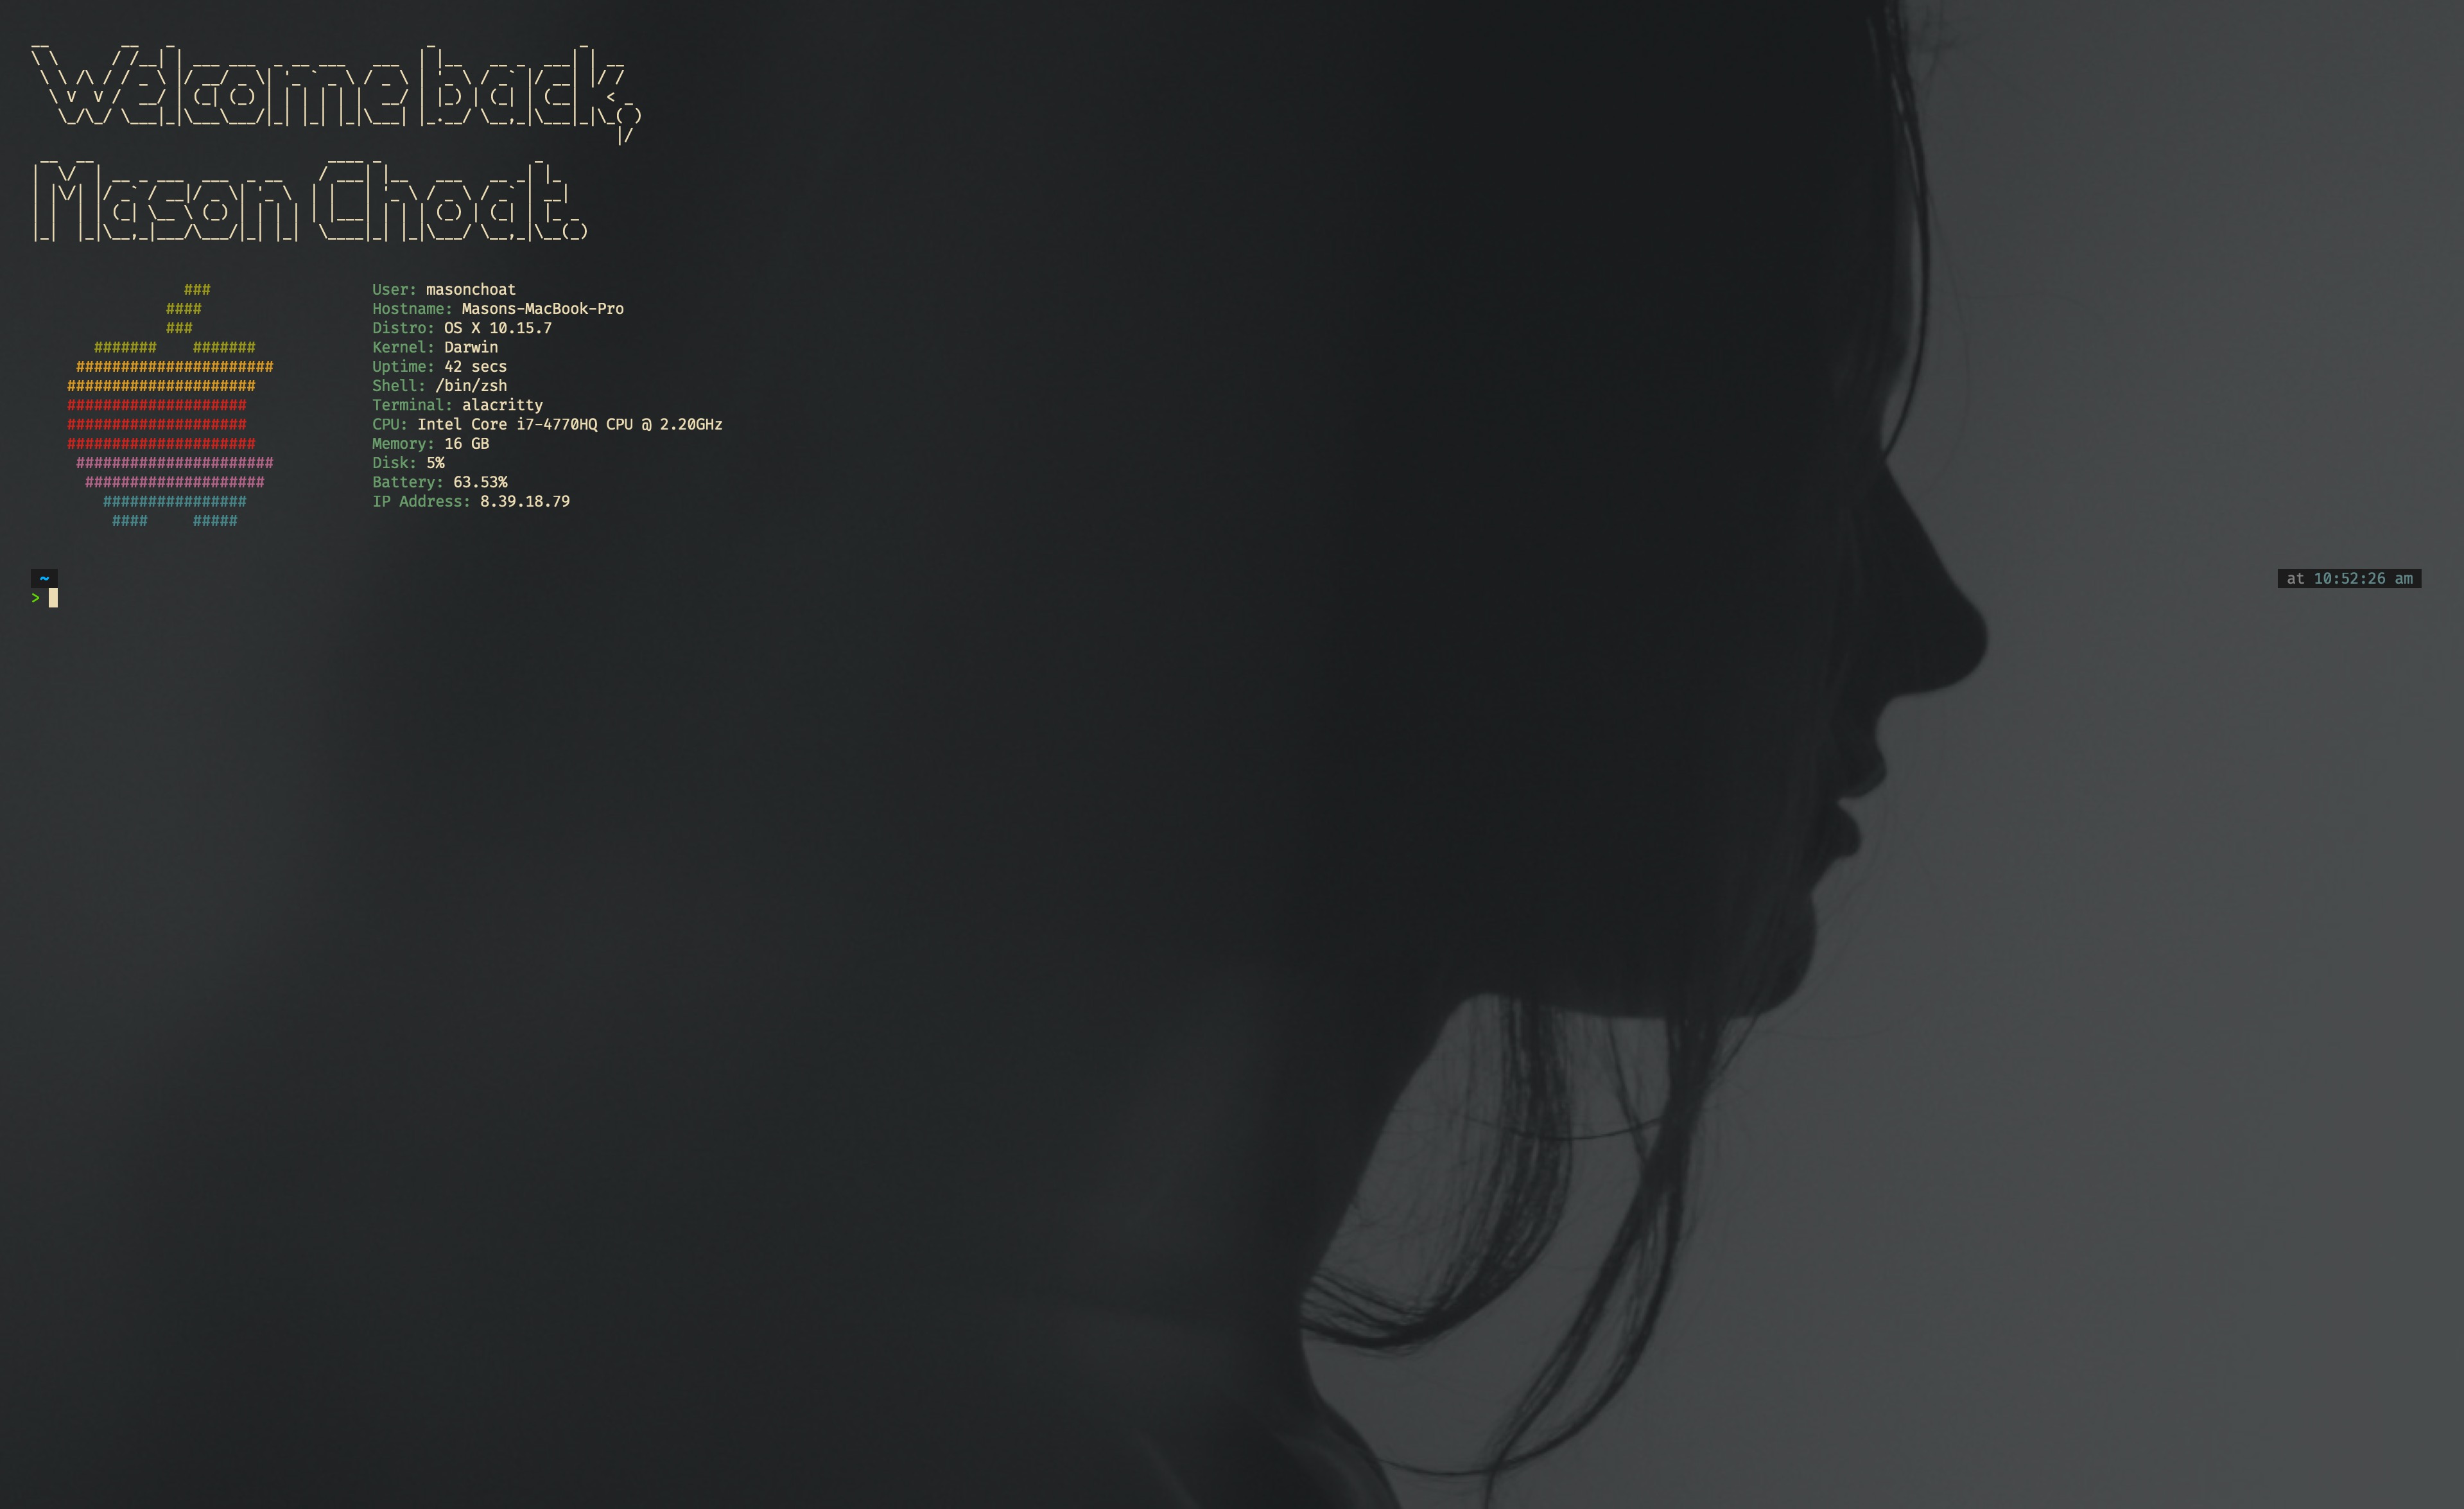 Welcome back,
Mason Choat.
User: masonchoat
Hostname: Masons-MacBook-Pro
Distro: OS X 10.15.7
Kernel: Darwin
Uptime: 42 secs
Shell: /bin/zsh
Terminal: alacritty
CPU: Intel Core i7-4770HQ CPU @ 2.20GHz
Memory: 16 GB
Disk: 5%
Battery: 63.53%
IP Address: 8.39.18.79
~ at 10:52:26 am
>